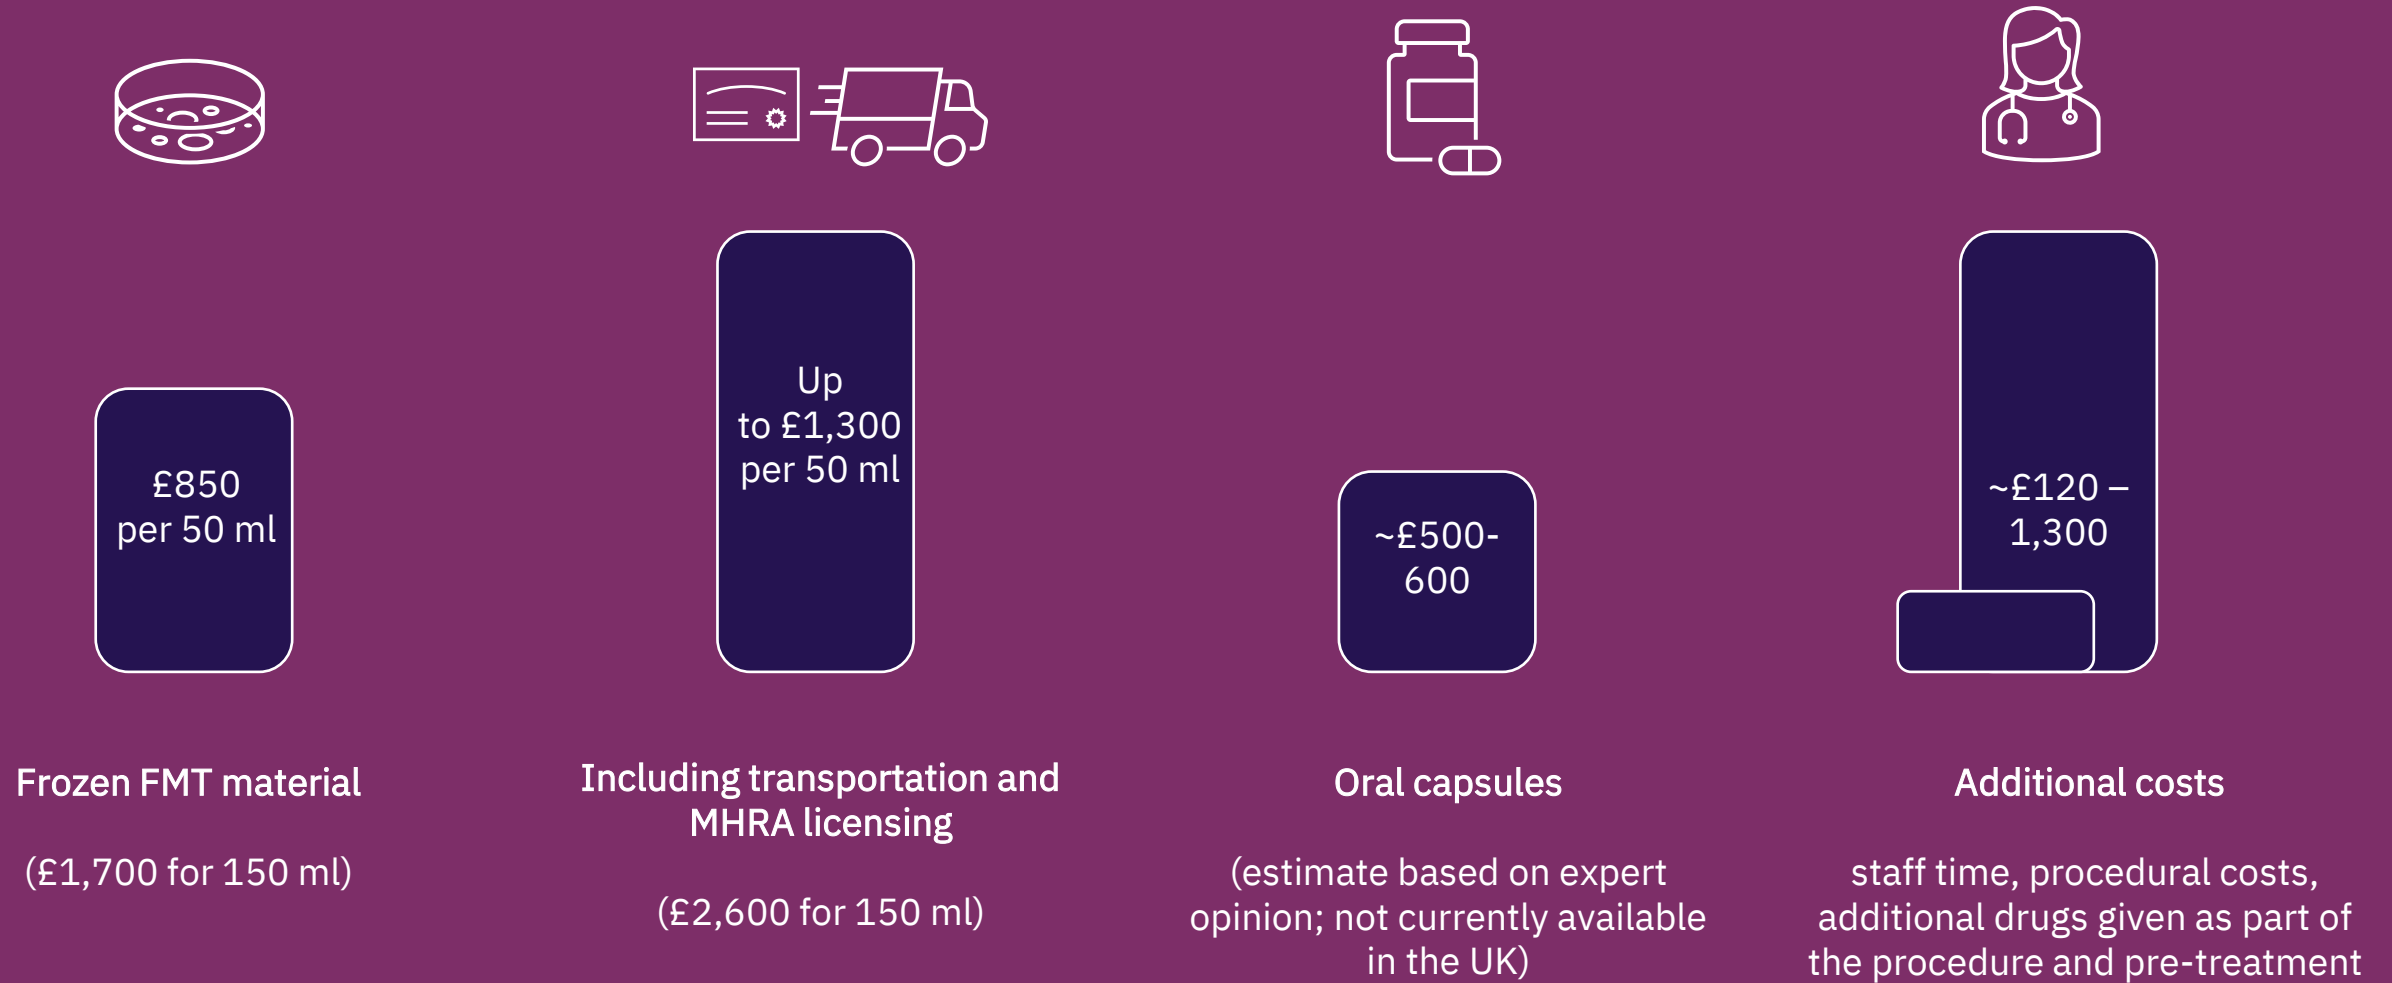 £850
per 50 ml
Frozen FMT material
(£1,700 for 150 ml)
Up
to £1,300
per 50 ml
Including transportation and
MHRA licensing
(£2,600 for 150 ml)
~£500-
600
Oral capsules
(estimate based on expert
opinion; not currently available
in the UK)
~£120 –
1,300
Additional costs
staff time, procedural costs,
additional drugs given as part of
the procedure and pre-treatment